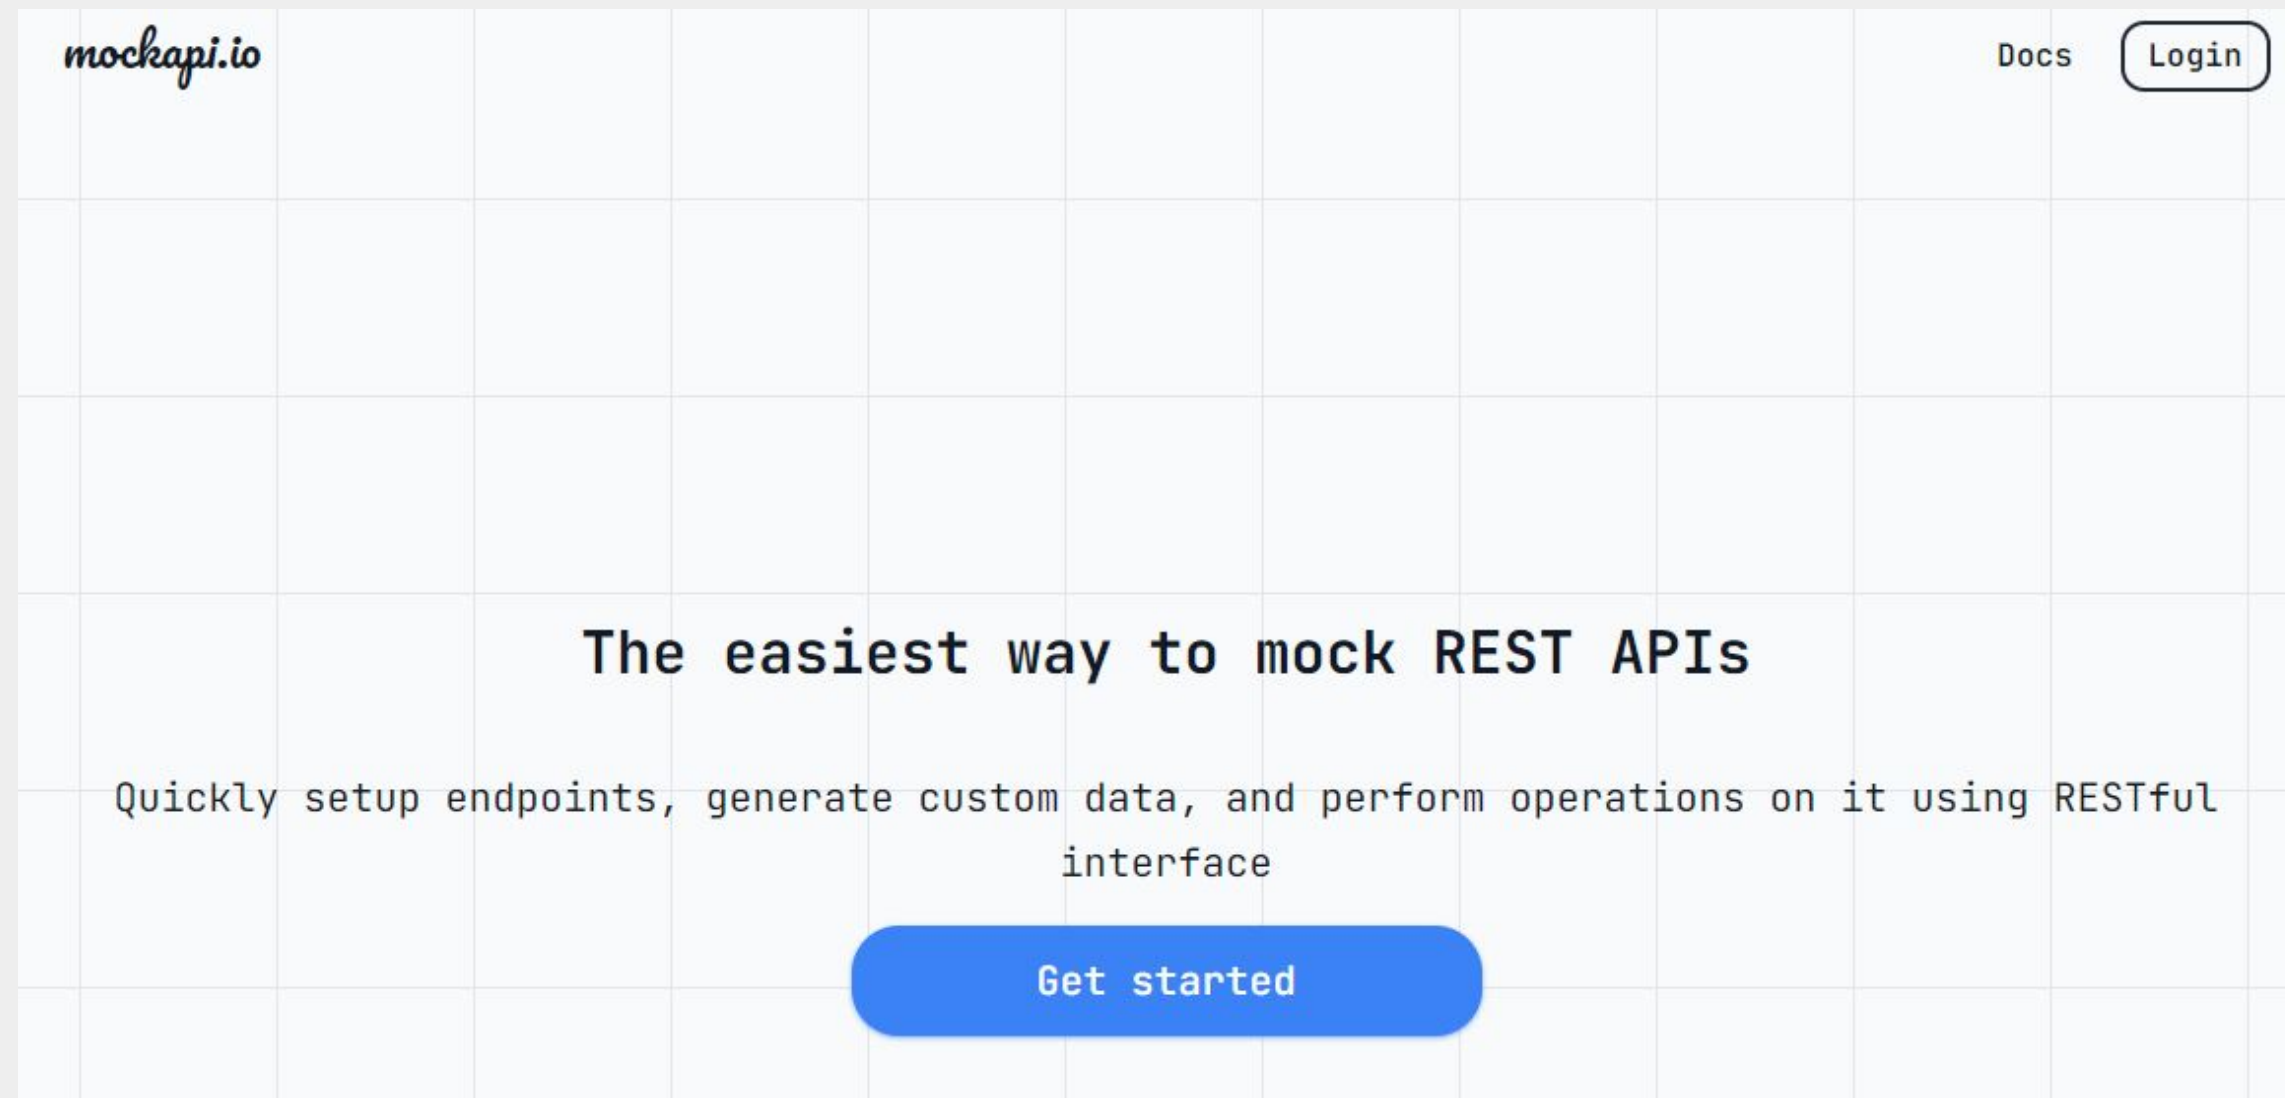 mockapi.io
Docs
Login
The easiest way to mock REST APIs
Quickly setup endpoints, generate custom data, and perform operations on it using RESTful
interface
Get started